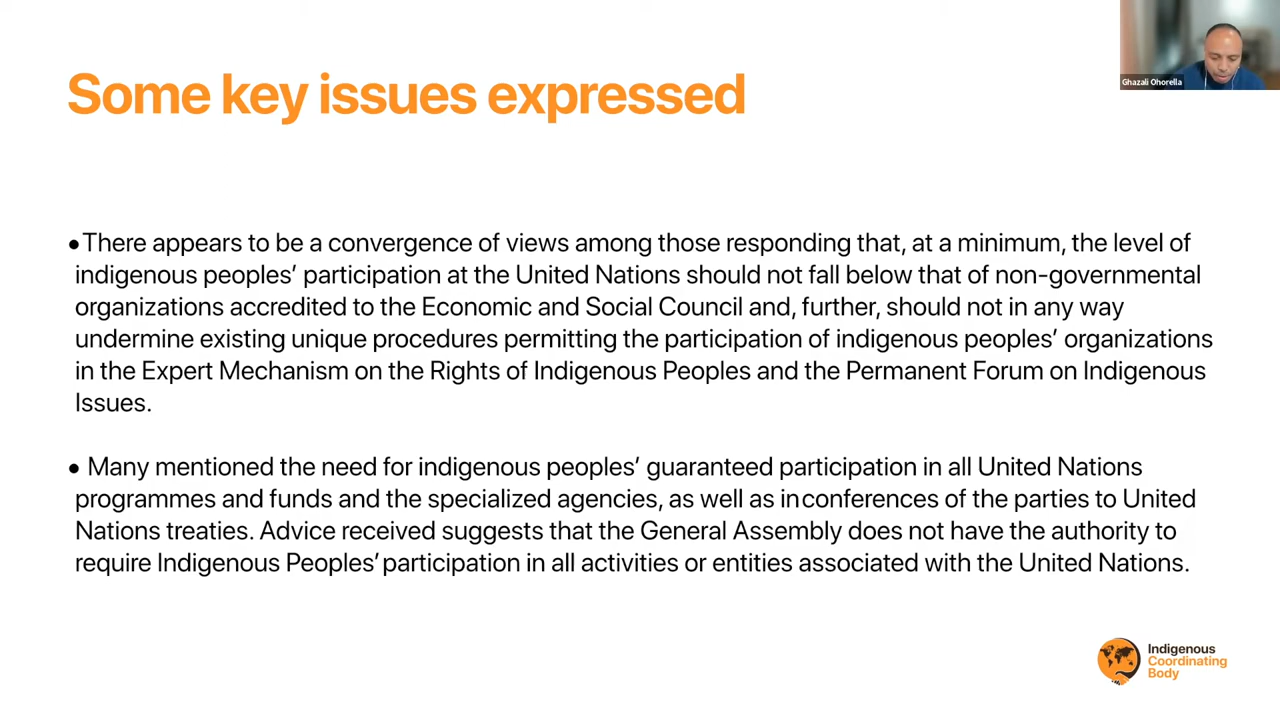 Ghazali Ohorella
Some key issues expressed
•There appears to be a convergence of views among those responding that, at a minimum, the level of
indigenous peoples’ participation at the United Nations should not fall below that of non-governmental
organizations accredited to the Economic and Social Council and, further, should not in any way
undermine existing unique procedures permitting the participation of indigenous peoples’ organizations
in the Expert Mechanism on the Rights of Indigenous Peoples and the Permanent Forum on Indigenous
Issues.
• Many mentioned the need for indigenous peoples’ guaranteed participation in all United Nations
programmes and funds and the specialized agencies, as well as inconferences of the parties to United
Nations treaties. Advice received suggests that the General Assembly does not have the authority to
require Indigenous Peoples’participation in all activities or entities associated with the United Nations.
Indigenous
Coordinating
Body